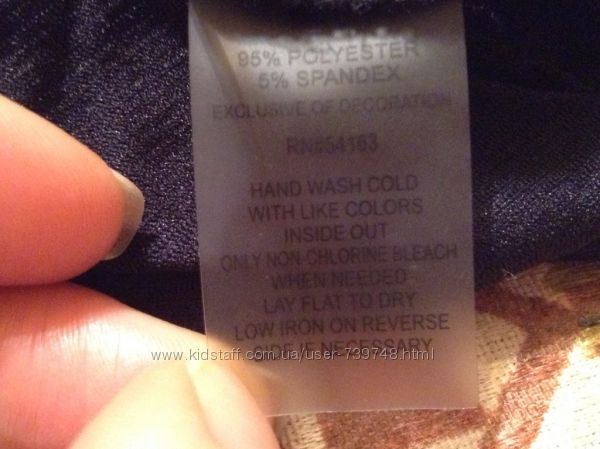 95% POLYESTER
5% SPANDEX
EXCLUSIVE OF DECORATION
RN#54163
HAND WASH COLD
WITH LIKE COLORS
INSIDE OUT
ONLY NON-CHLORINE BLEACH
WHEN NEEDED
LAY FLAT TO DRY
LOW IRON ON REVERSE
SIDE IF NECESSARY
www.kidstaff.com.ua/user-739748.html